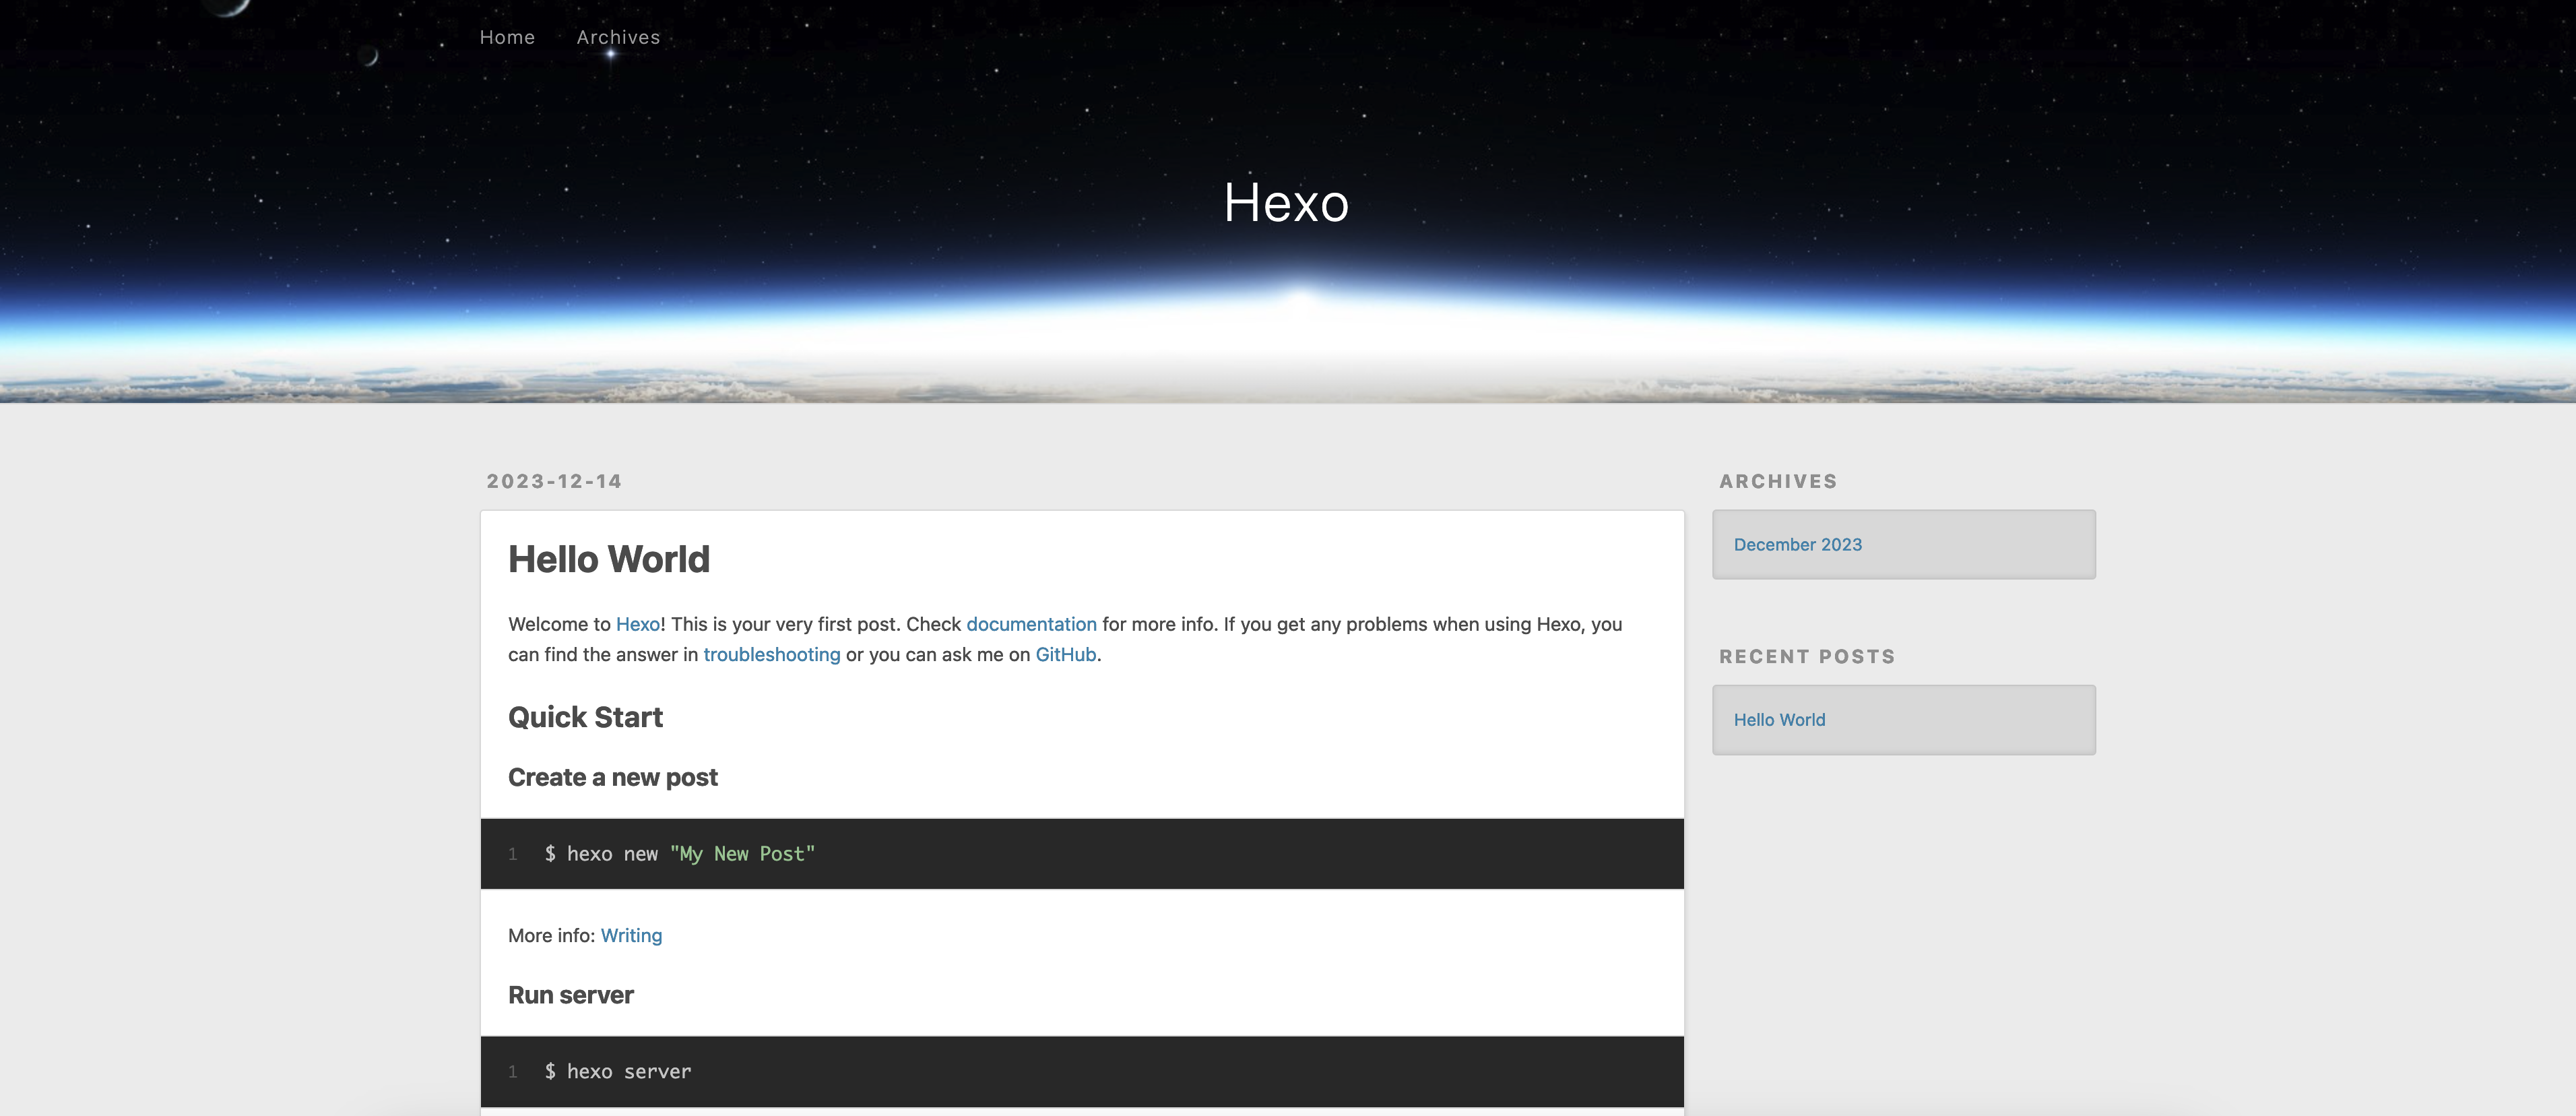 Home Archives
Hexo
2023-12-14
Hello World
Welcome to Hexo! This is your very first post. Check documentation for more info. If you get any problems when using Hexo, you
can find the answer in troubleshooting or you can ask me on GitHub.
Quick Start
Create a new post
1 $ hexo new "My New Post"
More info: Writing
Run server
1 $ hexo server
ARCHIVES
December 2023
RECENT POSTS
Hello World